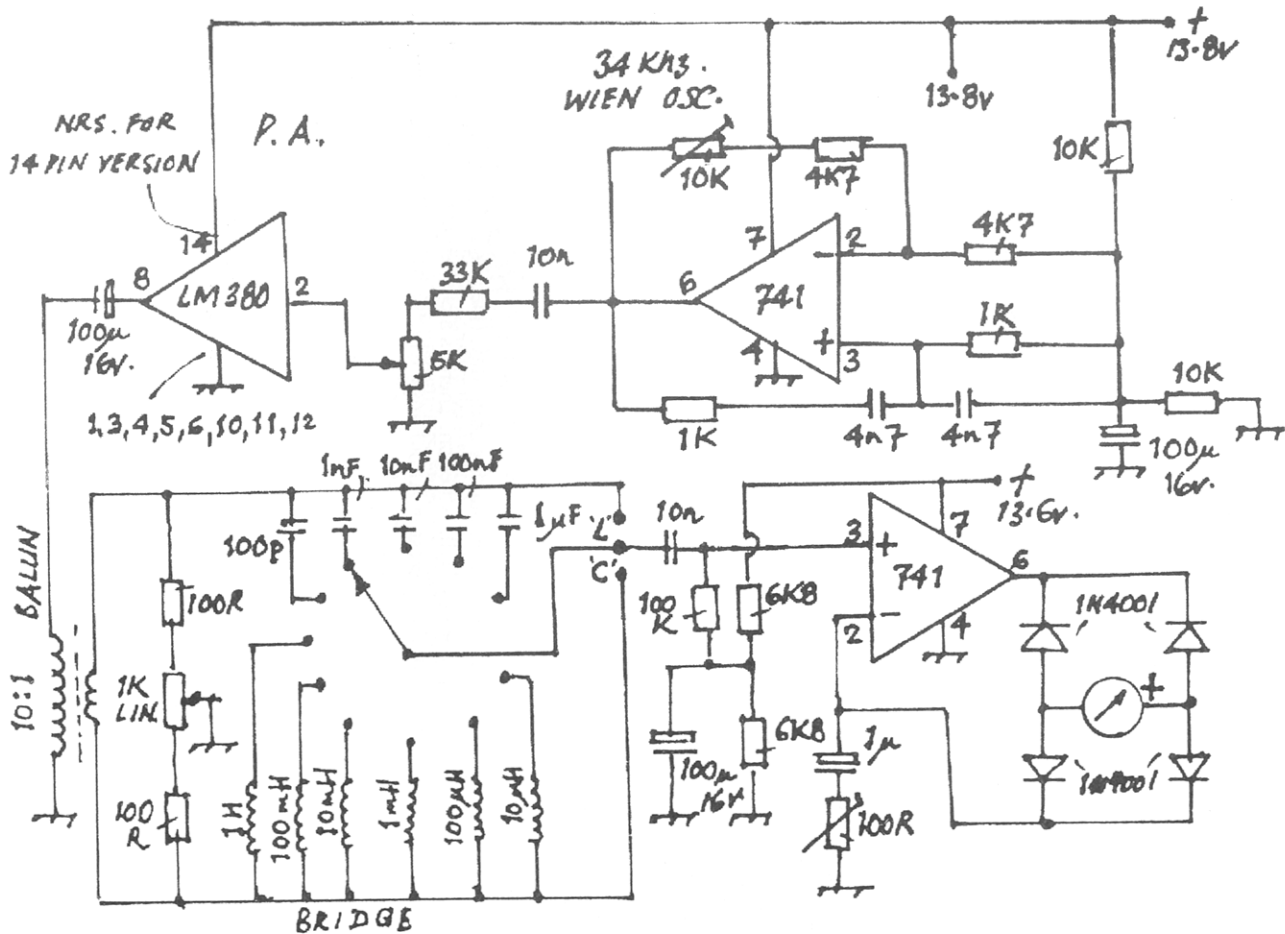 +
13.8v
34 KHz.
WIEN OSC.
13.8v
NRS. FOR
14 PIN VERSION
P.A.
10K
4K7
10K
14
7
2
4K7
8
LM380
2
33K
10n
6
741
1K
100μ
16v.
5K
4
3
10K
1,3,4,5,6,10,11,12
1K
4n7
4n7
100μ
16v.
1nF
10nF
100nF
1μF
'L'
'C'
10n
+
13.6v.
100p
3
7
741
6
BALUN
100R
100
K
6K8
2
4
1N4001
10:1
1K
LIN.
+
6K8
1μ
100μ
16v
1N4001
100
R
1H
100mH
10mH
1mH
100μH
10μH
100R
BRIDGE